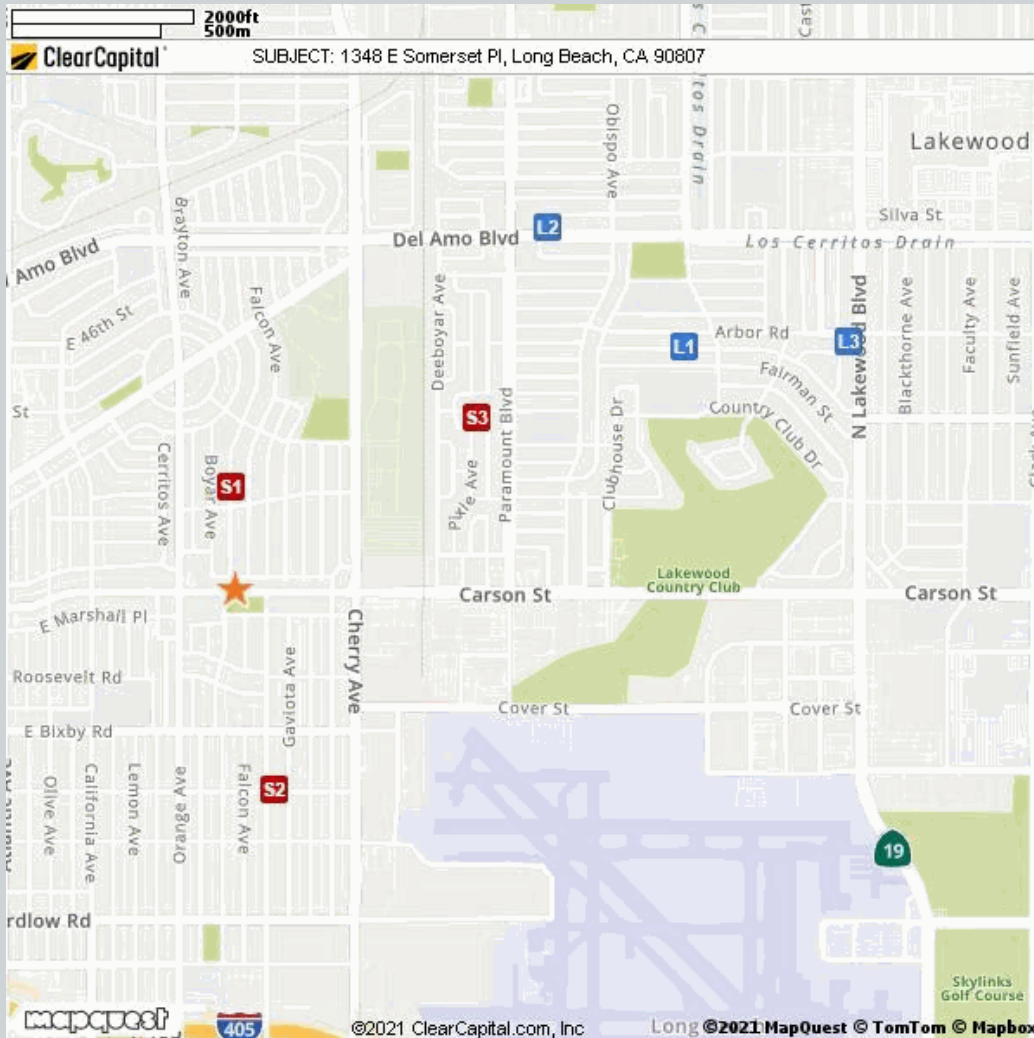 2000ft
500m
ClearCapital
SUBJECT: 1348 E Somerset Pl, Long Beach, CA 90807
Obispo Ave
Lakewood
Brayton Ave
Silva St
L2
Del Amo Blvd
Los Cerritos Drain
Amo Blvd
E 46th St
Falcon Ave
Deeboyar Ave
Arbor Rd
L1
L3
N Lakewood Blvd
Blackthorne Ave
Faculty Ave
Sunfield Ave
Fairman St
St
S3
Country Club Dr
Clubhouse Dr
Paramount Blvd
Cerritos Ave
Boyar Ave
S1
Pixie Ave
Lakewood
Country Club
Carson St
Carson St
E Marshall Pl
Cherry Ave
Roosevelt Rd
Gaviota Ave
Cover St
Cover St
E Bixby Rd
Olive Ave
California Ave
Lemon Ave
Orange Ave
Falcon Ave
S2
19
rdlow Rd
Skylinks
Golf Course
mapquest
405
©2021 ClearCapital.com, Inc
Long
©2021 MapQuest © TomTom © Mapbox